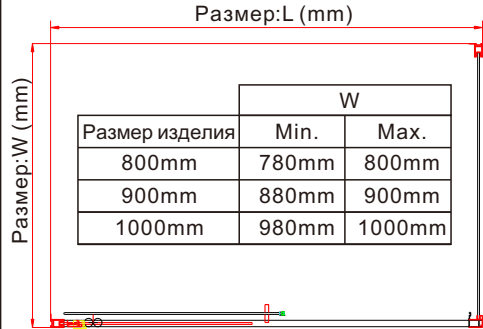 Размер:L (mm)
Размер:W (mm)
W
Размер изделия Min. Max.
800mm 780mm 800mm
900mm 880mm 900mm
1000mm 980mm 1000mm